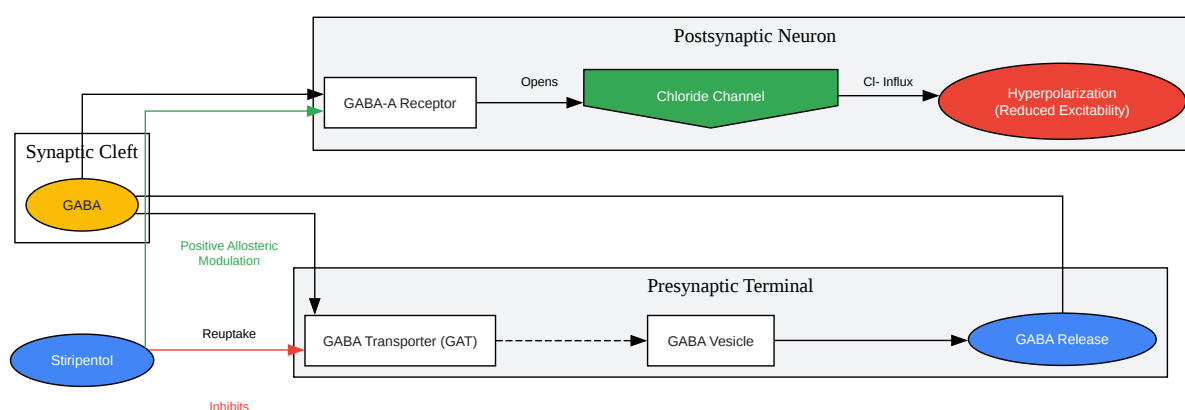 Postsynaptic Neuron
GABA-A Receptor
Opens
Chloride Channel
Cl- Influx
Hyperpolarization
(Reduced Excitability)
Synaptic Cleft
GABA
Positive Allosteric
Modulation
Presynaptic Terminal
Stiripentol
Reuptake
GABA Transporter (GAT)
GABA Vesicle
GABA Release
Inhibits